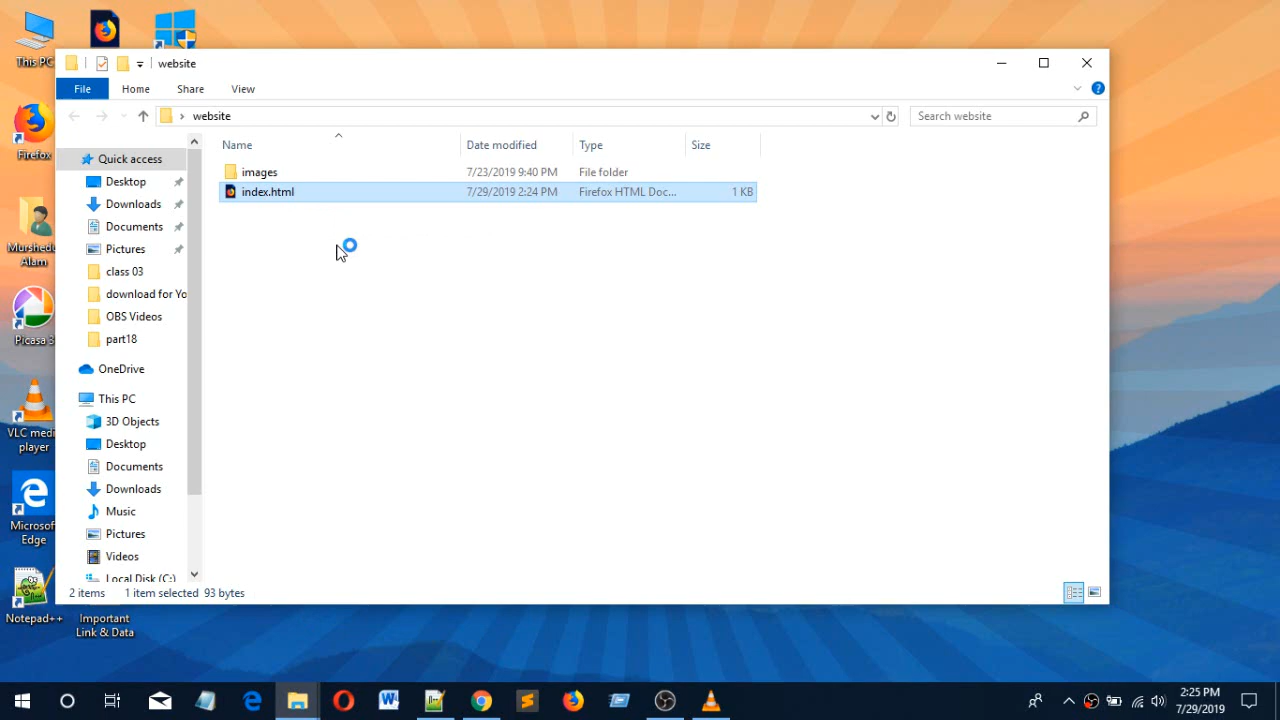 This PC
Firefox
Murshedu
Alam
Picasa 3
VLC medi
player
Microsof
Edge
Notepad++
Important
Link & Data
website
File
Home
Share
View
website
Search website
Quick access
Desktop
Downloads
Documents
Pictures
class 03
download for Yo
OBS Videos
part18
OneDrive
This PC
3D Objects
Desktop
Documents
Downloads
Music
Pictures
Videos
Local Disk (C:)
Name Date modified Type Size
images 7/23/2019 9:40 PM File folder
index.html 7/29/2019 2:24 PM Firefox HTML Doc... 1 KB
2 items 1 item selected 93 bytes
2:25 PM
7/29/2019